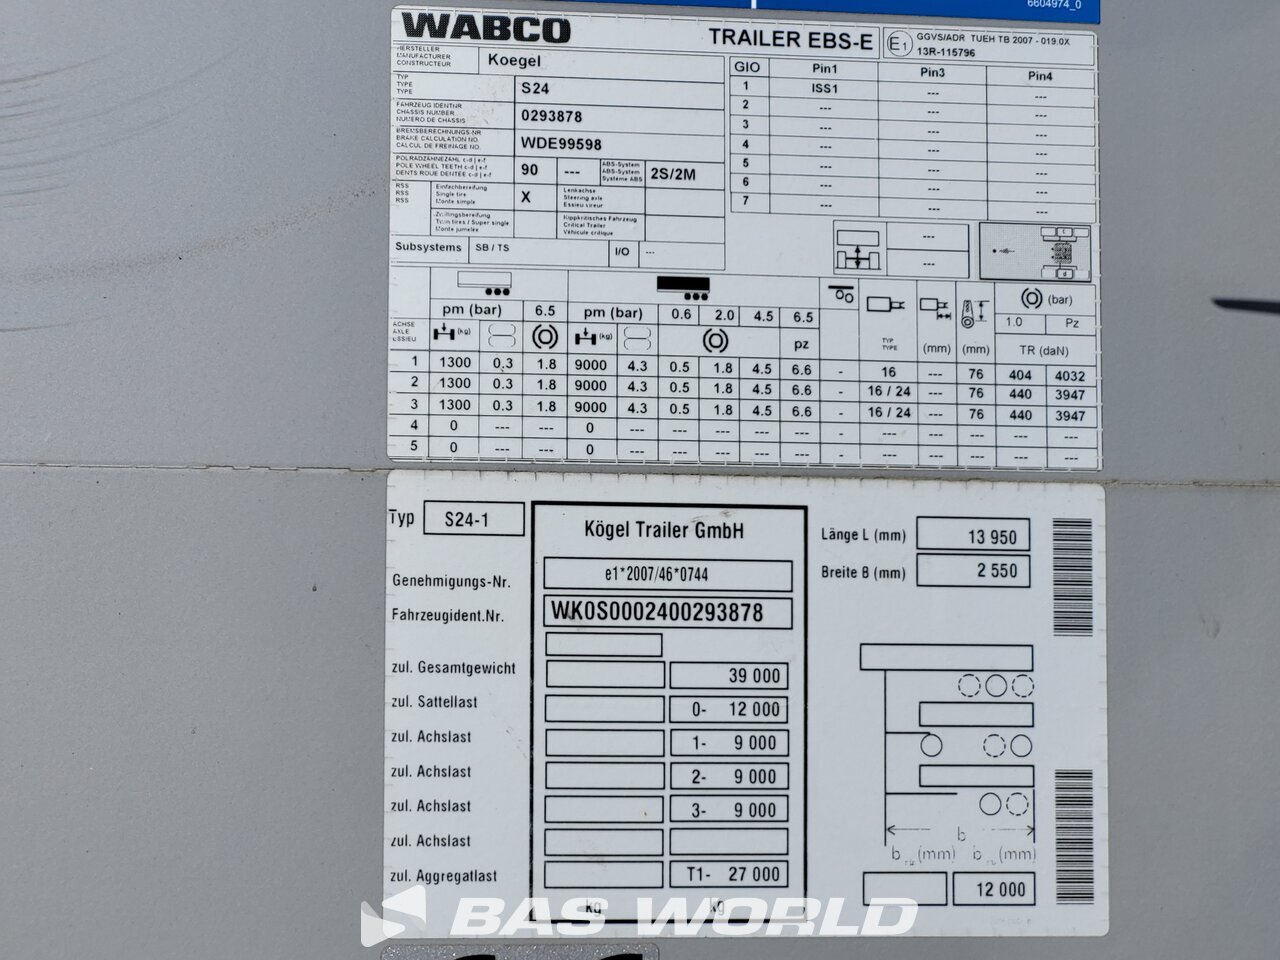 6604974_0
WABCO TRAILER EBS-E E1 GGVS/ADR TUEH TB 2007 - 019.0X
13R-115796
HERSTELLER MANUFACTURER CONSTRUCTEUR Koegel
TYP TYPE TYPE S24
FAHRZEUG IDENTNR CHASSIS NUMBER NUMERO DE CHASSIS 0293878
BREMSBERECHNUNGS-NR BRAKE CALCULATION NO. CALCUL DE FREINAGE NO. WDE99598
POLRADZAHNEZAHL c-d | e-f POLE WHEEL TEETH c-d | e-f DENTS ROUE DENTEE c-d | e-f 90 --- ABS-System ABS-System Système ABS 2S/2M
RSS RSS RSS Einfachbereifung Single tire Monte simple X Lenkachse Steering axle Essieu vireur
Zwillingsbereifung Twin tires / Super single Monte jumelée Kippkritisches Fahrzeug Critical Trailer Véhicule critique
Subsystems SB / TS I/O ---
GIO Pin1 Pin3 Pin4
1 ISS1 --- ---
2 --- --- ---
3 --- --- ---
4 --- --- ---
5 --- --- ---
6 --- --- ---
7 --- --- ---
---
---
c
d
pm (bar) 6.5 pm (bar) 0.6 2.0 4.5 6.5 (bar)
1.0 Pz
ACHSE AXLE ESSIEU (kg) (kg) pz TYP TYPE (mm) (mm) TR (daN)
1 1300 0.3 1.8 9000 4.3 0.5 1.8 4.5 6.6 - 16 --- 76 404 4032
2 1300 0.3 1.8 9000 4.3 0.5 1.8 4.5 6.6 - 16 / 24 --- 76 440 3947
3 1300 0.3 1.8 9000 4.3 0.5 1.8 4.5 6.6 - 16 / 24 --- 76 440 3947
4 0 --- --- 0 --- --- --- --- --- - --- --- --- --- ---
5 0 --- --- 0 --- --- --- --- --- - --- --- --- --- ---
Typ S24-1
Kögel Trailer GmbH
Genehmigungs-Nr. e1*2007/46*0744
Fahrzeugident.Nr. WK0S0002400293878
zul. Gesamtgewicht 39 000
zul. Sattellast 0- 12 000
zul. Achslast 1- 9 000
zul. Achslast 2- 9 000
zul. Achslast 3- 9 000
zul. Achslast
zul. Aggregatlast T1- 27 000
kg kg
Länge L (mm) 13 950
Breite B (mm) 2 550
b
b (mm) b (mm)
12 000
BAS WORLD